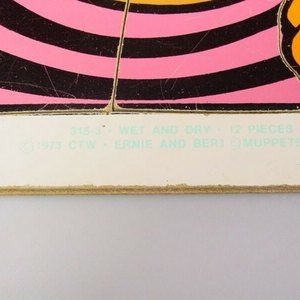 315-3 · WET AND DRY · 12 PIECES
© 1973 CTW · ERNIE AND BERT © MUPPETS